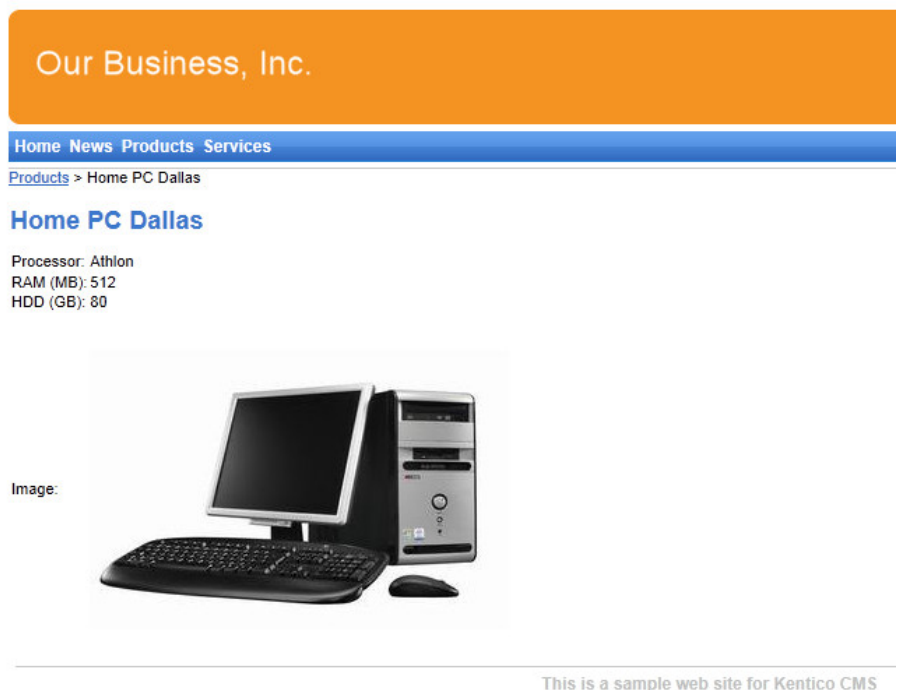 Our Business, Inc.
Home News Products Services
Products > Home PC Dallas
Home PC Dallas
Processor: Athlon
RAM (MB): 512
HDD (GB): 80
Image:
This is a sample web site for Kentico CMS